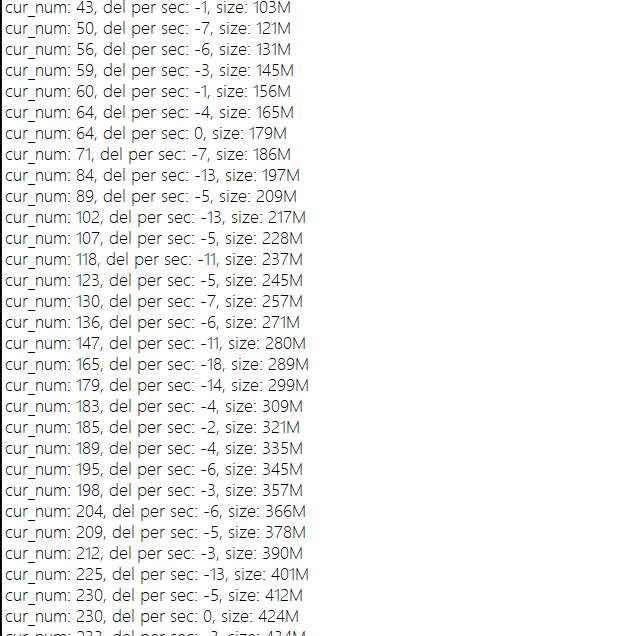 cur_num: 43, del per sec: -1, size: 103M
cur_num: 50, del per sec: -7, size: 121M
cur_num: 56, del per sec: -6, size: 131M
cur_num: 59, del per sec: -3, size: 145M
cur_num: 60, del per sec: -1, size: 156M
cur_num: 64, del per sec: -4, size: 165M
cur_num: 64, del per sec: 0, size: 179M
cur_num: 71, del per sec: -7, size: 186M
cur_num: 84, del per sec: -13, size: 197M
cur_num: 89, del per sec: -5, size: 209M
cur_num: 102, del per sec: -13, size: 217M
cur_num: 107, del per sec: -5, size: 228M
cur_num: 118, del per sec: -11, size: 237M
cur_num: 123, del per sec: -5, size: 245M
cur_num: 130, del per sec: -7, size: 257M
cur_num: 136, del per sec: -6, size: 271M
cur_num: 147, del per sec: -11, size: 280M
cur_num: 165, del per sec: -18, size: 289M
cur_num: 179, del per sec: -14, size: 299M
cur_num: 183, del per sec: -4, size: 309M
cur_num: 185, del per sec: -2, size: 321M
cur_num: 189, del per sec: -4, size: 335M
cur_num: 195, del per sec: -6, size: 345M
cur_num: 198, del per sec: -3, size: 357M
cur_num: 204, del per sec: -6, size: 366M
cur_num: 209, del per sec: -5, size: 378M
cur_num: 212, del per sec: -3, size: 390M
cur_num: 225, del per sec: -13, size: 401M
cur_num: 230, del per sec: -5, size: 412M
cur_num: 230, del per sec: 0, size: 424M
cur_num: 233, del per sec: -3, size: 434M